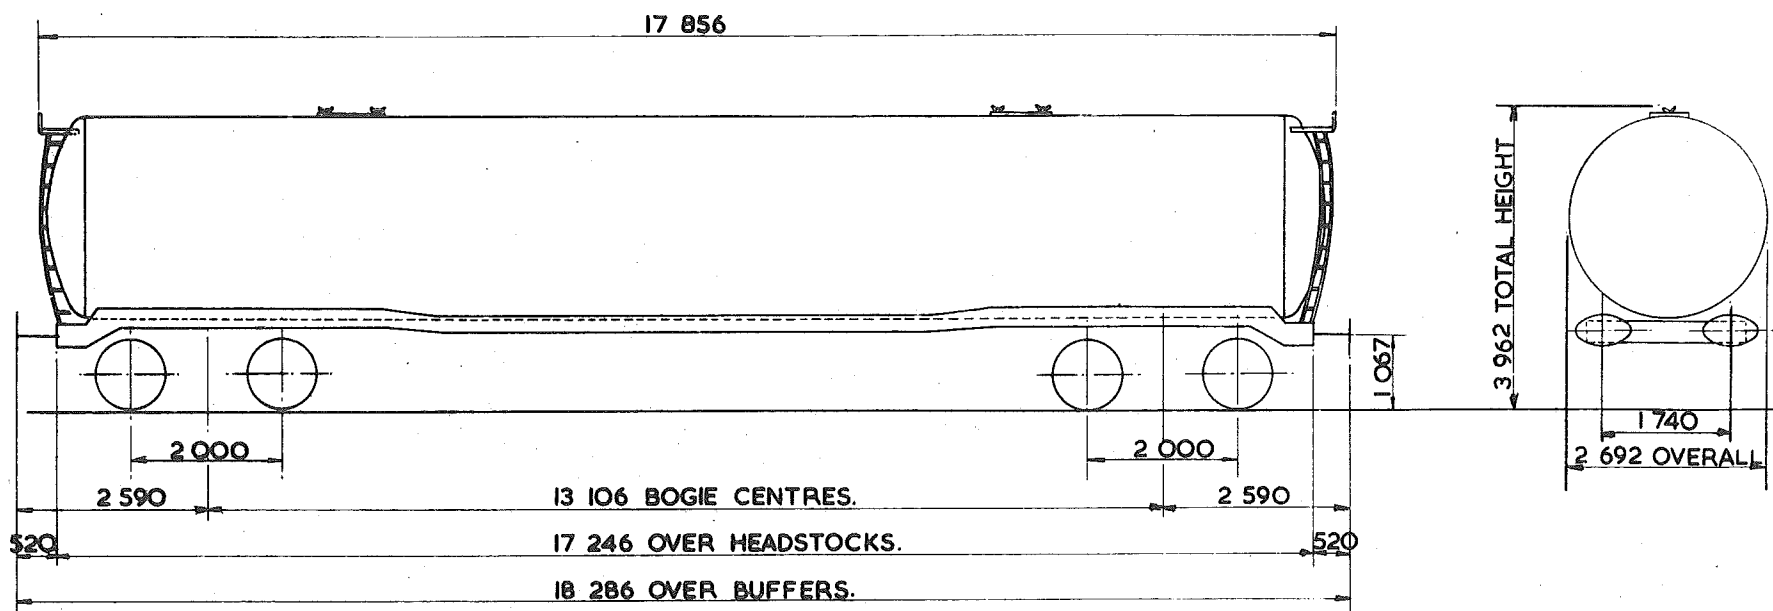 17 856
3 962 TOTAL HEIGHT
1 067
2 000
2 000
1 740
2 692 OVERALL
2 590
13 106 BOGIE CENTRES.
2 590
520
17 246 OVER HEADSTOCKS.
520
18 286 OVER BUFFERS.